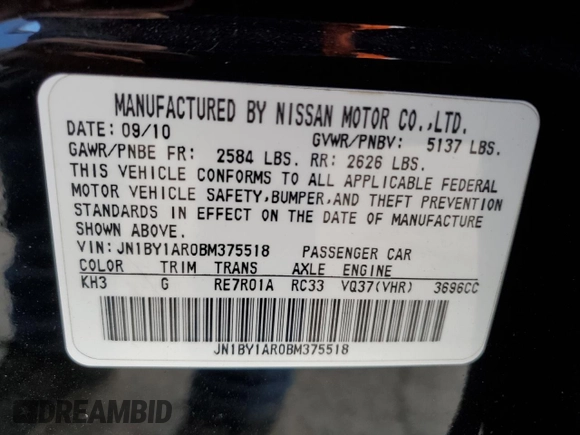 MANUFACTURED BY NISSAN MOTOR CO.,LTD.
DATE: 09/10 GVWR/PNBV: 5137 LBS.
GAWR/PNBE FR: 2584 LBS. RR: 2626 LBS.
THIS VEHICLE CONFORMS TO ALL APPLICABLE FEDERAL
MOTOR VEHICLE SAFETY,BUMPER,AND THEFT PREVENTION
STANDARDS IN EFFECT ON THE DATE OF MANUFACTURE
SHOWN ABOVE.
VIN:JN1BY1AR0BM375518 PASSENGER CAR
COLOR TRIM TRANS AXLE ENGINE
KH3 G RE7R01A RC33 VQ37(VHR) 3696CC
JN1BY1AR0BM375518
DREAMBID